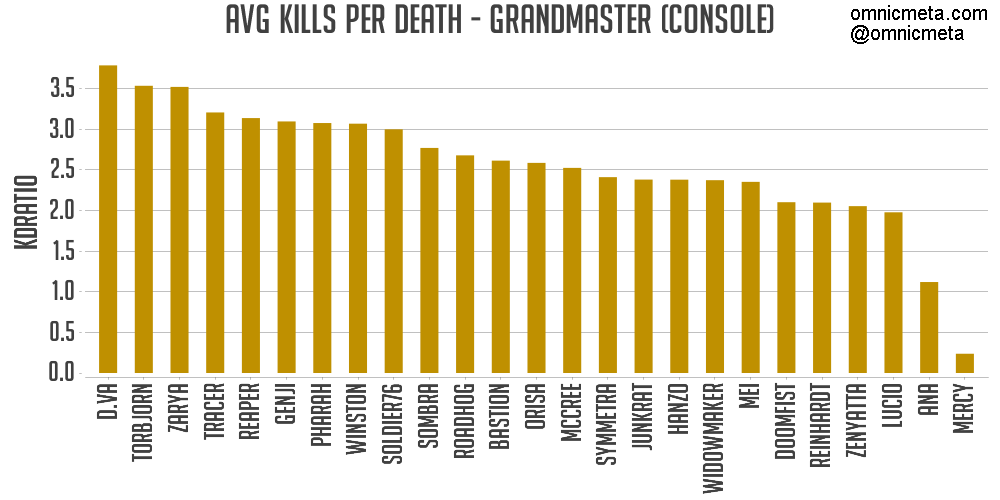 AVG KILLS PER DEATH - GRANDMASTER (CONSOLE)
omnicmeta.com
@omnicmeta
KDRATIO
3.5
3.0
2.5
2.0
1.5
1.0
0.5
0.0
D.VA
TORBJORN
ZARYA
TRACER
REAPER
GENJI
PHARAH
WINSTON
SOLDIER76
SOMBRA
ROADHOG
BASTION
ORISA
MCCREE
SYMMETRA
JUNKRAT
HANZO
WIDOWMAKER
MEI
DOOMFIST
REINHARDT
ZENYATTA
LUCIO
ANA
MERCY